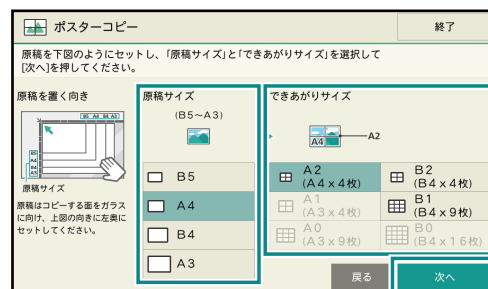 ポスターコピー
終了
原稿を下図のようにセットし、「原稿サイズ」と「できあがりサイズ」を選択して
[次へ]を押してください。
原稿を置く向き
B5 A4 B4 A3
B5
A4
B4
A3
原稿サイズ
原稿はコピーする面をガラス
に向け、上図の向きに左奥に
セットしてください。
原稿サイズ
(B5~A3)
B5
A4
B4
A3
できあがりサイズ
A4
A2
A2
(A4×4枚)
B2
(B4×4枚)
A1
(A3×4枚)
B1
(B4×9枚)
A0
(A3×9枚)
B0
(B4×16枚)
戻る
次へ